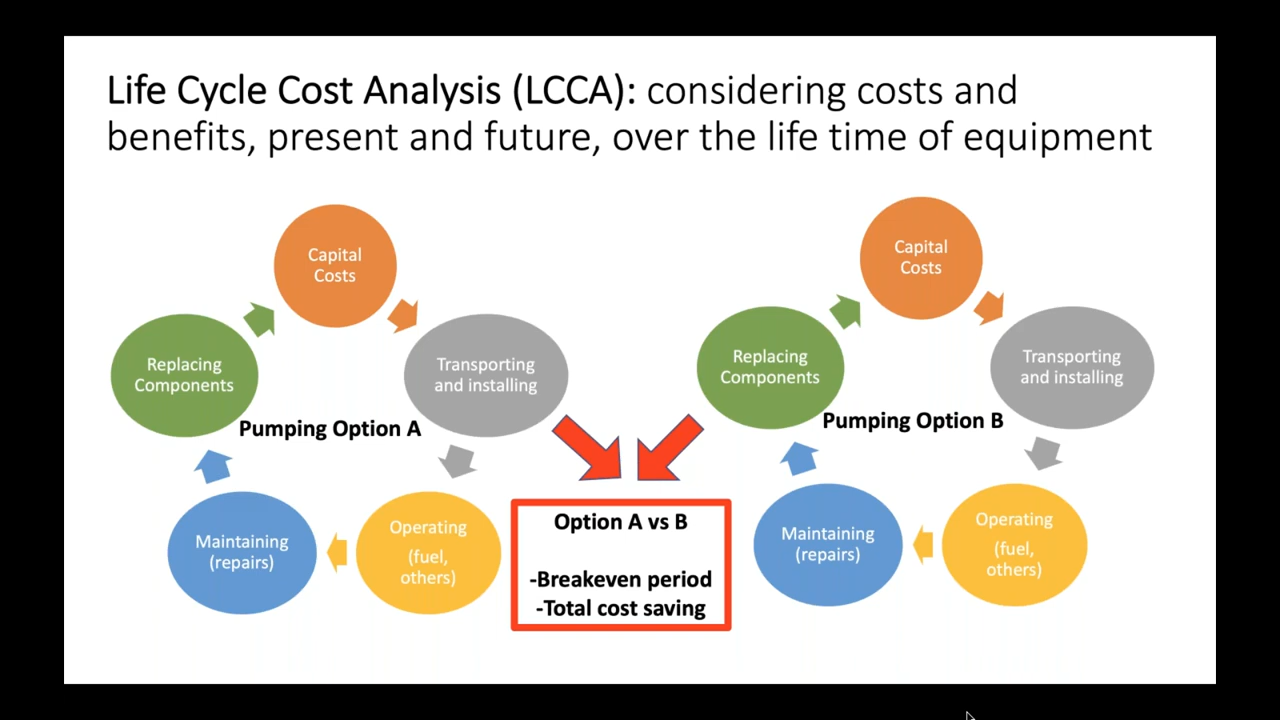 Life Cycle Cost Analysis (LCCA): considering costs and
benefits, present and future, over the life time of equipment
Capital
Costs
Transporting
and installing
Operating
(fuel,
others)
Maintaining
(repairs)
Replacing
Components
Pumping Option A
Capital
Costs
Transporting
and installing
Operating
(fuel,
others)
Maintaining
(repairs)
Replacing
Components
Pumping Option B
Option A vs B
-Breakeven period
-Total cost saving